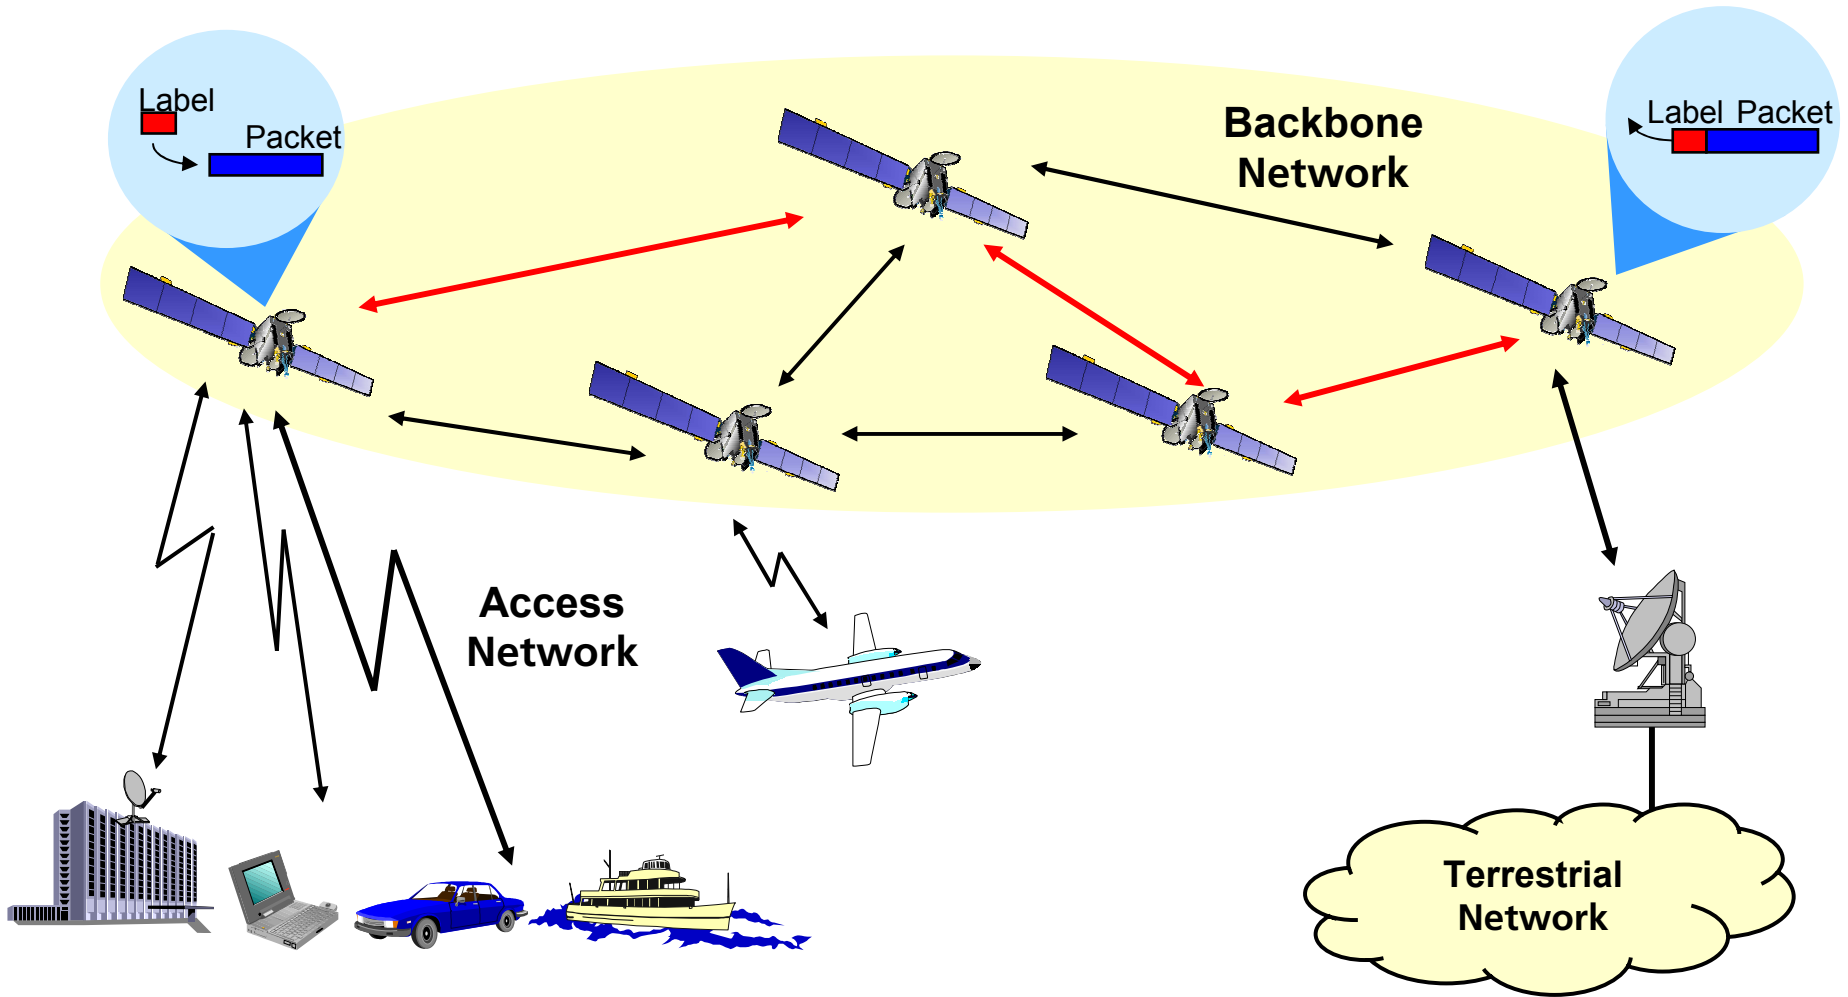 Label
Packet
Backbone
Network
Label Packet
Access
Network
Terrestrial
Network